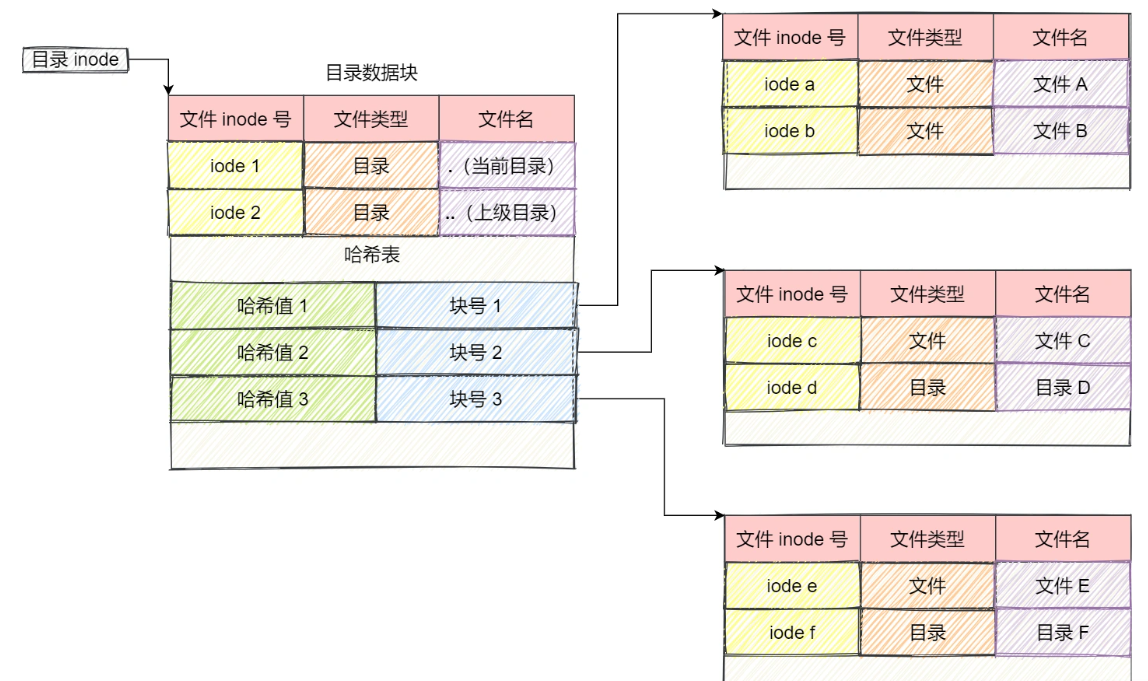 目录 inode
目录数据块
文件 inode 号 文件类型 文件名
iode 1 目录 .（当前目录）
iode 2 目录 ..（上级目录）
哈希表
哈希值 1 块号 1
哈希值 2 块号 2
哈希值 3 块号 3
文件 inode 号 文件类型 文件名
iode a 文件 文件 A
iode b 文件 文件 B
文件 inode 号 文件类型 文件名
iode c 文件 文件 C
iode d 目录 目录 D
文件 inode 号 文件类型 文件名
iode e 文件 文件 E
iode f 目录 目录 F